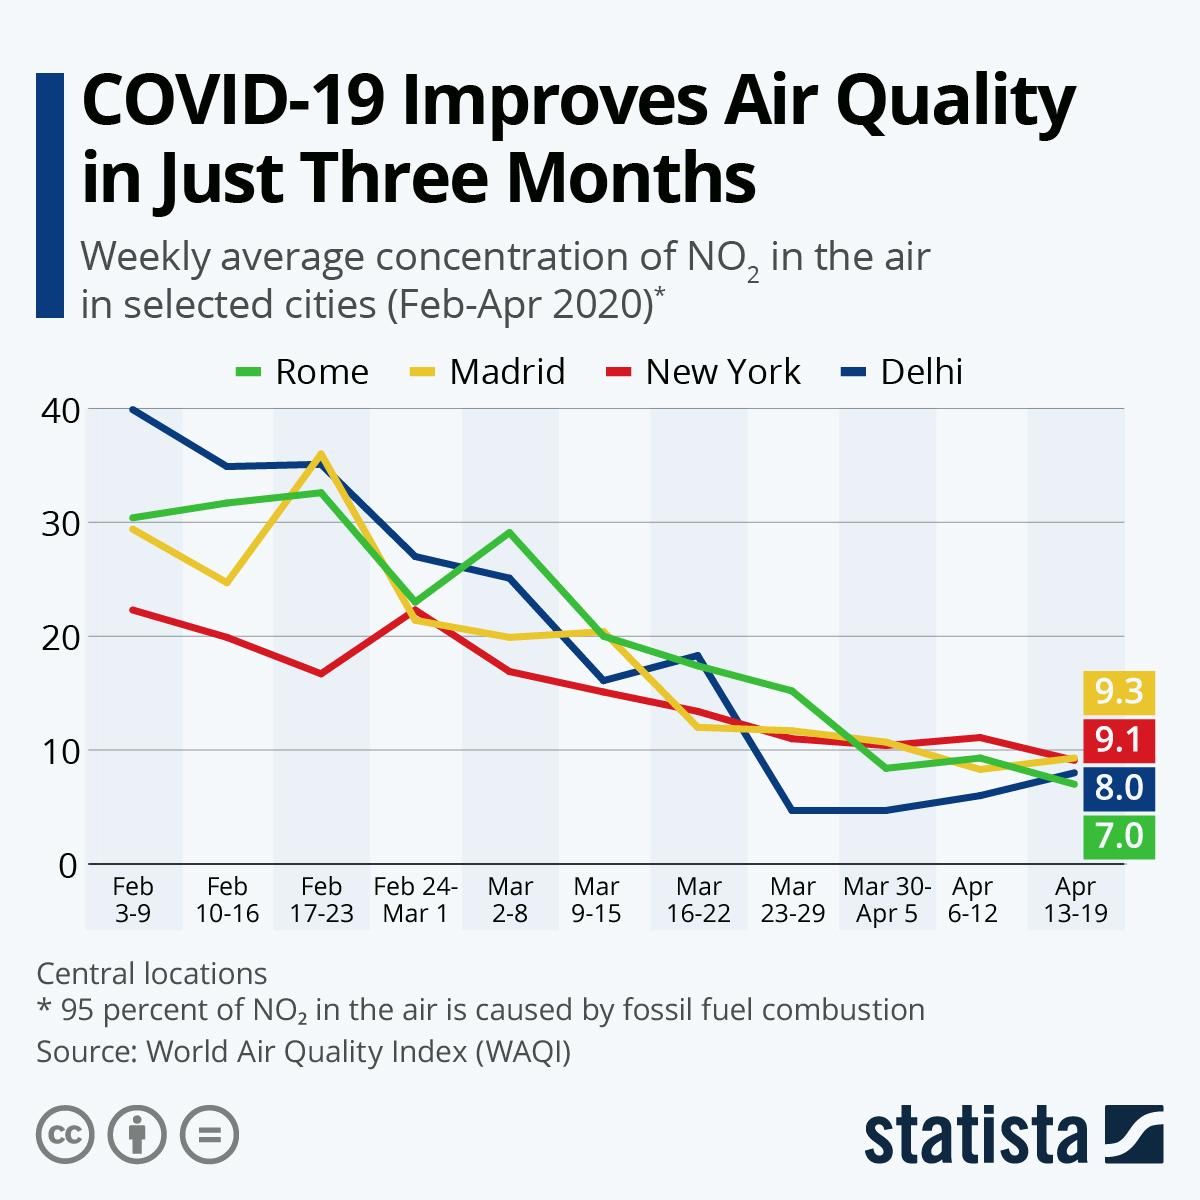 COVID-19 Improves Air Quality
in Just Three Months
Weekly average concentration of NO₂ in the air
in selected cities (Feb-Apr 2020)*
Rome Madrid New York Delhi
40
30
20
10
0
9.3
9.1
8.0
7.0
Feb 3-9
Feb 10-16
Feb 17-23
Feb 24-Mar 1
Mar 2-8
Mar 9-15
Mar 16-22
Mar 23-29
Mar 30-Apr 5
Apr 6-12
Apr 13-19
Central locations
* 95 percent of NO₂ in the air is caused by fossil fuel combustion
Source: World Air Quality Index (WAQI)
cc
statista